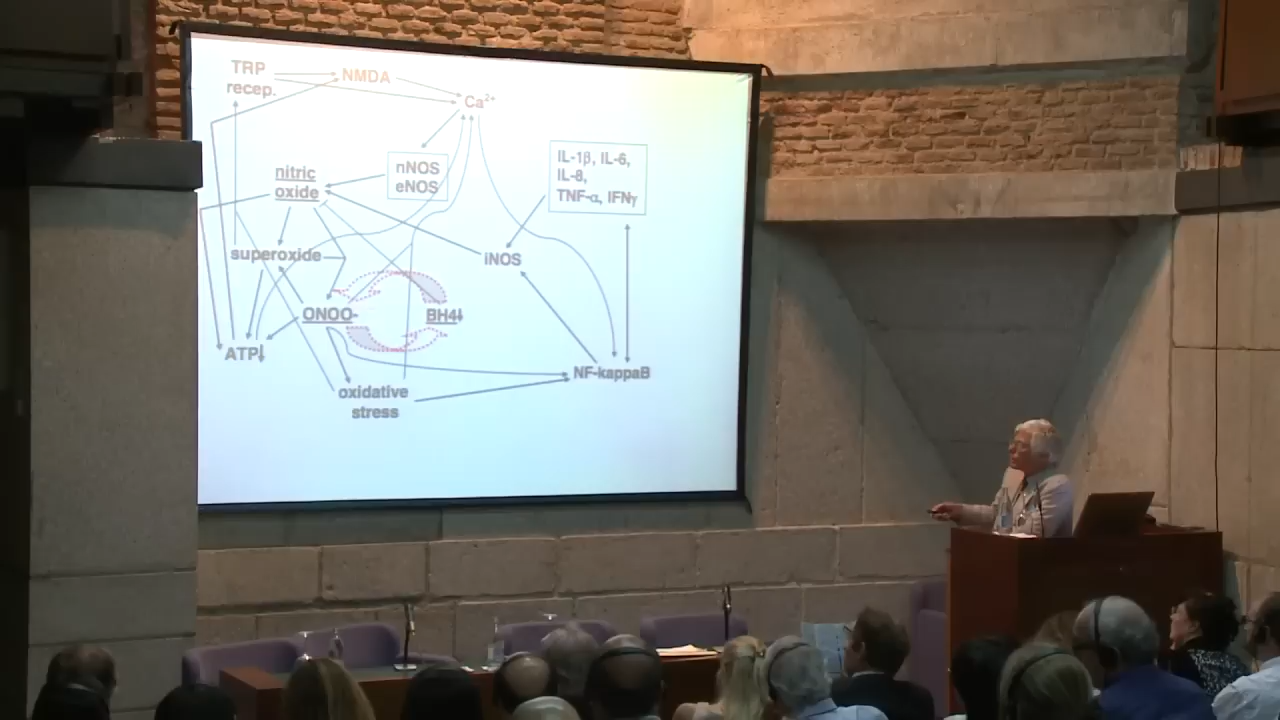 TRP
recep.
NMDA
Ca²⁺
nNOS
eNOS
IL-1β, IL-6,
IL-8,
TNF-α, IFNγ
nitric
oxide
superoxide
iNOS
ONOO-
BH4↓
ATP↓
NF-kappaB
oxidative
stress